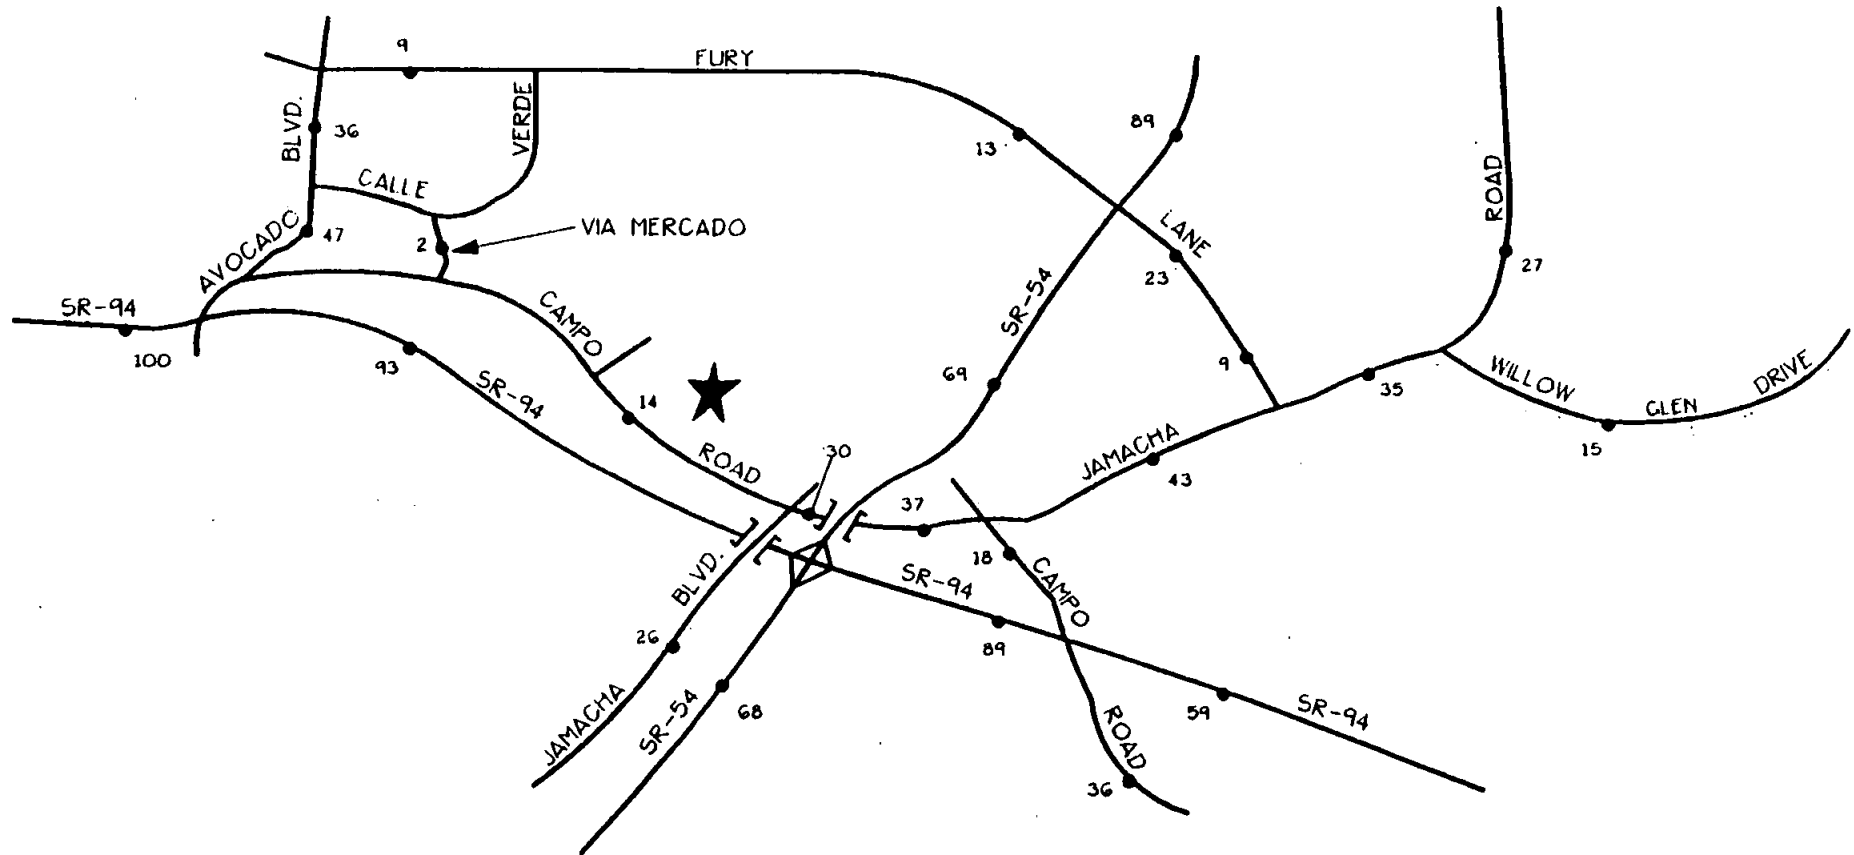 9
FURY
BLVD.
36
VERDE
CALLE
13
89
ROAD
AVOCADO
47
2
VIA MERCADO
LANE
23
27
SR-94
100
93
CAMPO
SR-54
SR-94
14
69
9
35
WILLOW
GLEN
DRIVE
15
ROAD
30
JAMACHA
43
37
18
CAMPO
BLVD.
SR-94
26
89
JAMACHA
SR-54
68
59
SR-94
ROAD
36